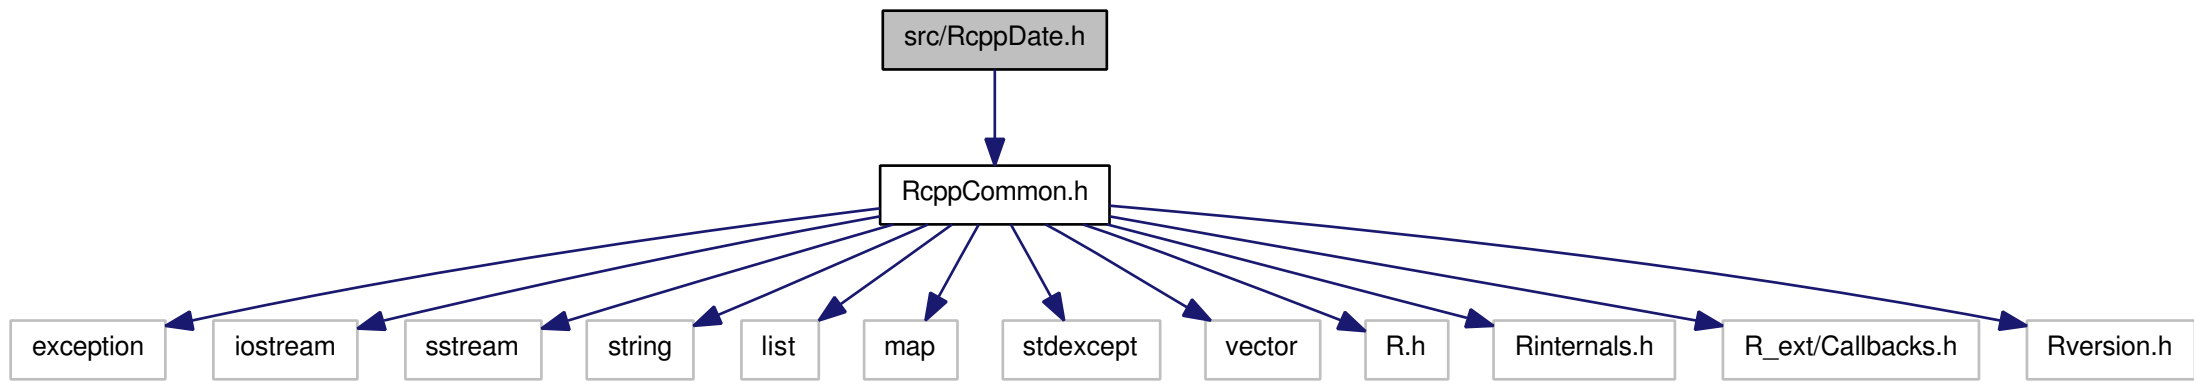 src/RcppDate.h
RcppCommon.h
exception
iostream
sstream
string
list
map
stdexcept
vector
R.h
Rinternals.h
R_ext/Callbacks.h
Rversion.h